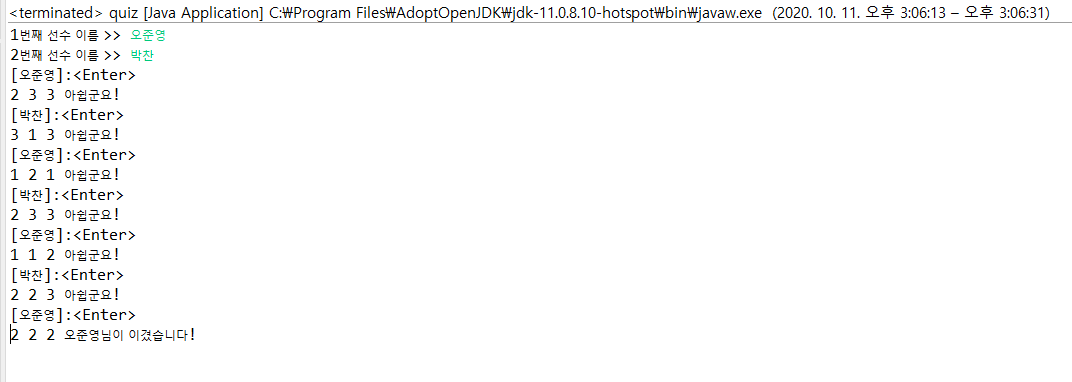 <terminated> quiz [Java Application] C:₩Program Files₩AdoptOpenJDK₩jdk-11.0.8.10-hotspot₩bin₩javaw.exe (2020. 10. 11. 오후 3:06:13 – 오후 3:06:31)
1번째 선수 이름 >> 오준영
2번째 선수 이름 >> 박찬
[오준영]:<Enter>
2 3 3 아쉽군요!
[박찬]:<Enter>
3 1 3 아쉽군요!
[오준영]:<Enter>
1 2 1 아쉽군요!
[박찬]:<Enter>
2 3 3 아쉽군요!
[오준영]:<Enter>
1 1 2 아쉽군요!
[박찬]:<Enter>
2 2 3 아쉽군요!
[오준영]:<Enter>
2 2 2 오준영님이 이겼습니다!